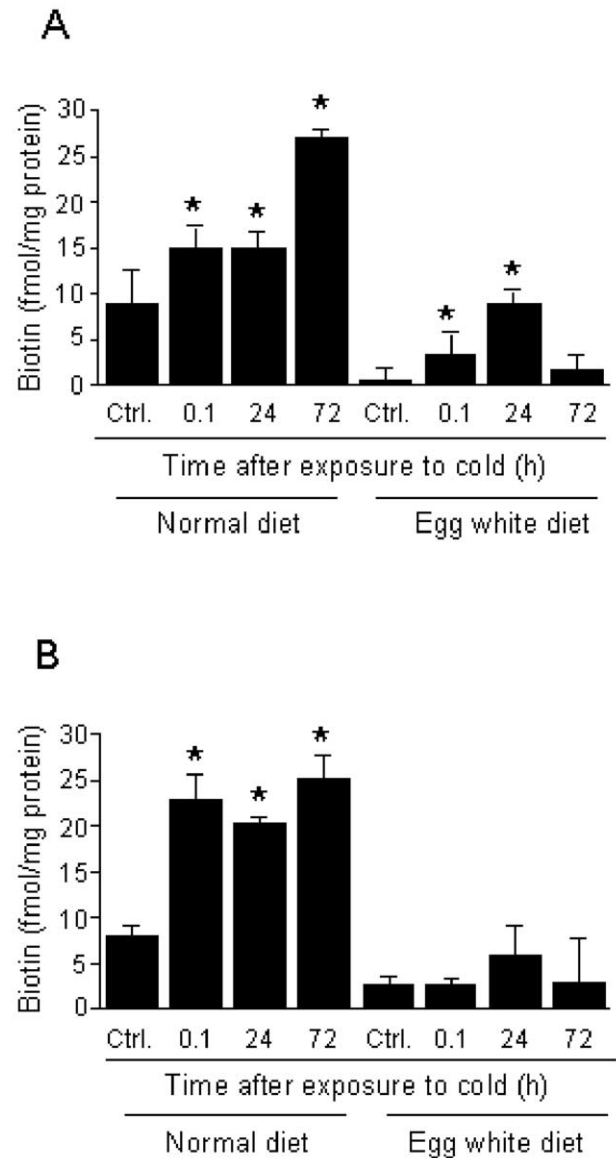 A
Biotin (fmol/mg protein)
30
25
20
15
10
5
0
★ ★ ★ ★ ★
Ctrl. 0.1 24 72 Ctrl. 0.1 24 72
Time after exposure to cold (h)
Normal diet Egg white diet
B
Biotin (fmol/mg protein)
30
25
20
15
10
5
0
★ ★ ★
Ctrl. 0.1 24 72 Ctrl. 0.1 24 72
Time after exposure to cold (h)
Normal diet Egg white diet